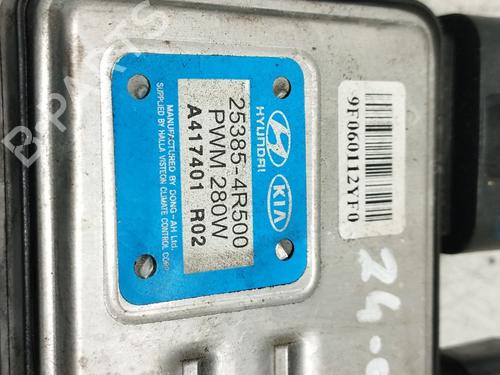 HYUNDAI
KIA
25385-4R500
PWM 280W
A417401 R02
MANUFACTURED BY DONG-AH Ltd.
SUPPLIED BY HALLA VISTEON CLIMATE CONTROL CORP.
9F060112YF0
24-
B-PARTS